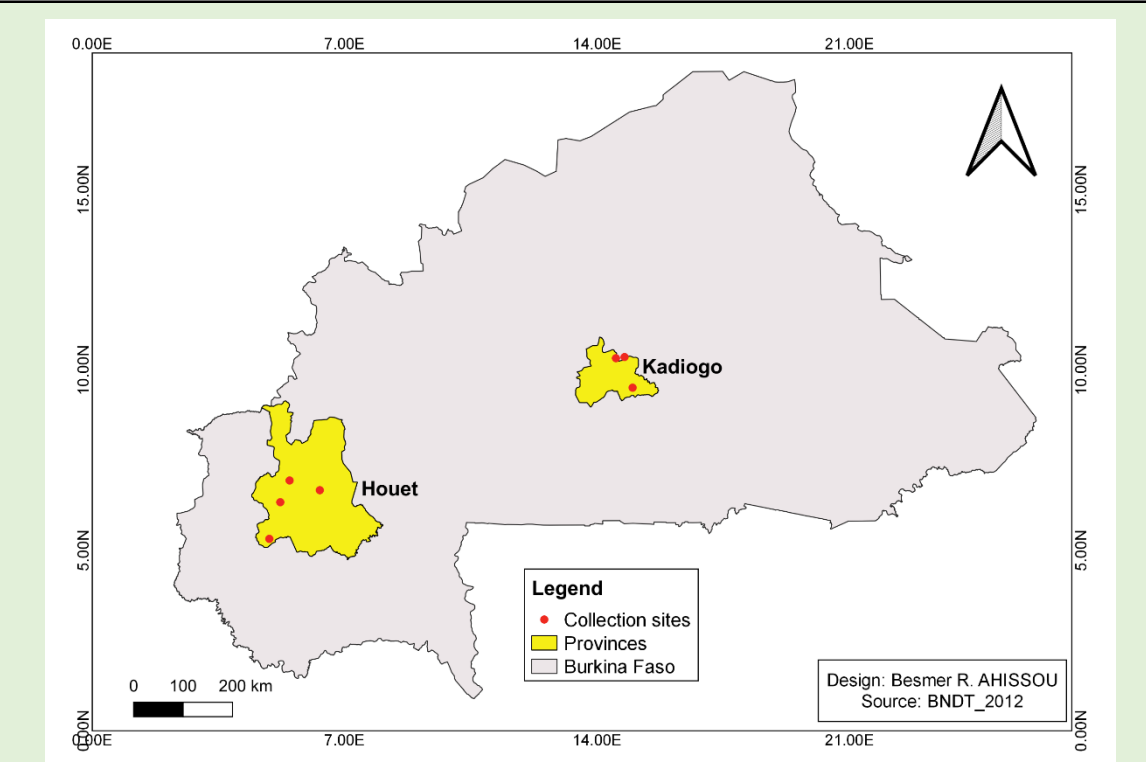 0.00E 7.00E 14.00E 21.00E
15.00N 15.00N
Kadiogo
10.00N 10.00N
Houet
5.00N 5.00N
Legend
Collection sites
Provinces
Burkina Faso
0 100 200 km
Design: Besmer R. AHISSOU
Source: BNDT_2012
0.00N 0.00N
0.00E 7.00E 14.00E 21.00E